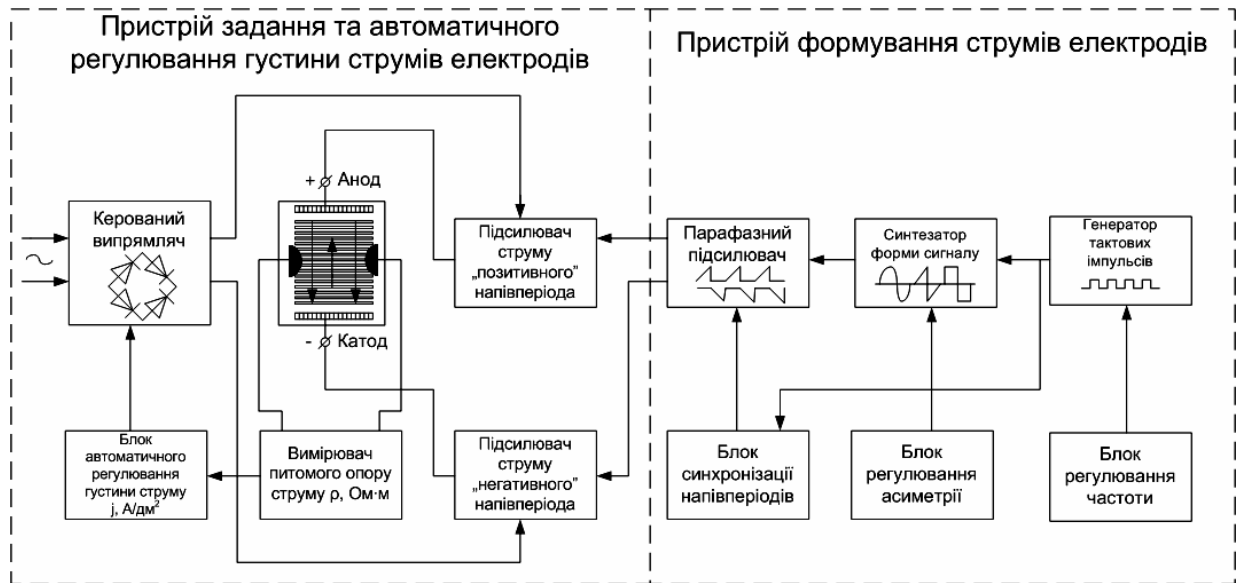 Пристрій задання та автоматичного
регулювання густини струмів електродів
Пристрій формування струмів електродів
+ Анод
Керований
випрямляч
Підсилювач
струму
„позитивного"
напівперіода
Парафазний
підсилювач
Синтезатор
форми сигналу
Генератор
тактових
імпульсів
- Катод
Блок
автоматичного
регулювання
густини струму
j, А/дм²
Вимірювач
питомого опору
струму ρ, Ом·м
Підсилювач
струму
„негативного"
напівперіода
Блок
синхронізації
напівперіодів
Блок
регулювання
асиметрії
Блок
регулювання
частоти